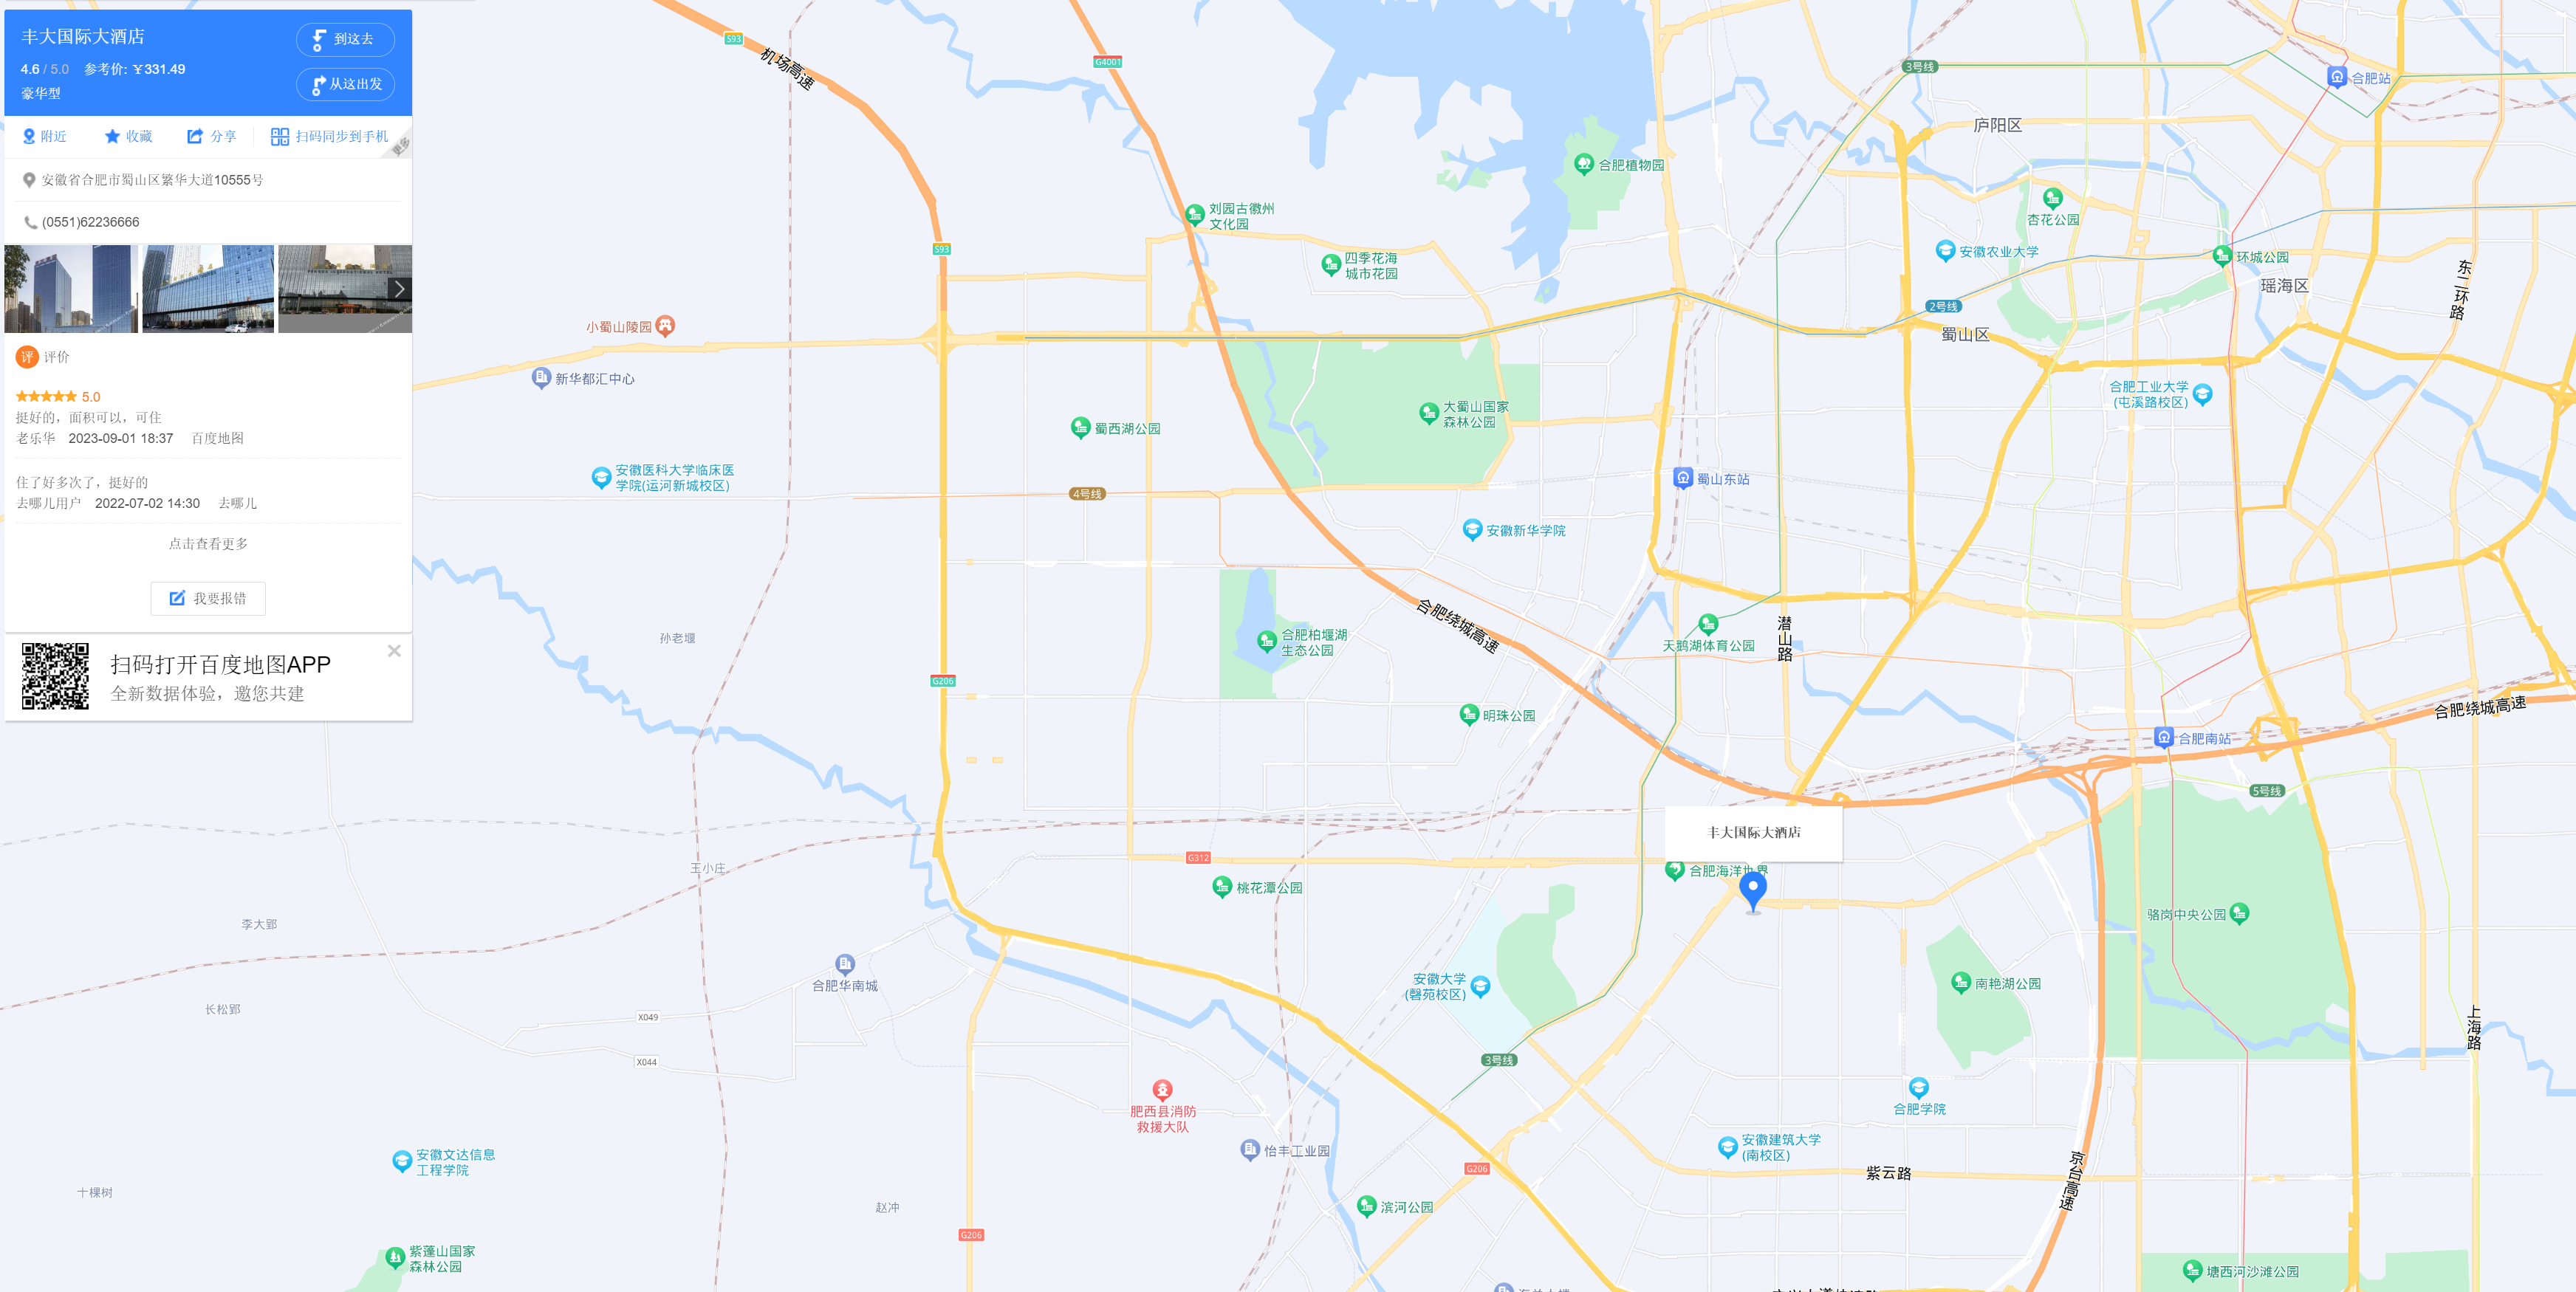 丰大国际大酒店
到这去
4.6 / 5.0 参考价: ¥331.49
从这出发
豪华型
附近
收藏
分享
扫码同步到手机
更多
安徽省合肥市蜀山区繁华大道10555号
(0551)62236666
评 评价
5.0
挺好的，面积可以，可住
老乐华 2023-09-01 18:37 百度地图
住了好多次了，挺好的
去哪儿用户 2022-07-02 14:30 去哪儿
点击查看更多
我要报错
扫码打开百度地图APP
全新数据体验，邀您共建
S93
机场高速
G4001
3号线
合肥站
庐阳区
合肥植物园
刘园古徽州
文化园
杏花公园
S93
四季花海
城市花园
安徽农业大学
环城公园
瑶海区
东二环路
2号线
小蜀山陵园
蜀山区
新华都汇中心
合肥工业大学
(屯溪路校区)
大蜀山国家
森林公园
蜀西湖公园
安徽医科大学临床医
学院(运河新城校区)
蜀山东站
4号线
安徽新华学院
合肥绕城高速
孙老堰
合肥柏堰湖
生态公园
天鹅湖体育公园
潜山路
G206
明珠公园
合肥绕城高速
合肥南站
5号线
丰大国际大酒店
G312
合肥海洋世界
王小庄
桃花潭公园
李大郢
骆岗中央公园
合肥华南城
安徽大学
(磬苑校区)
南艳湖公园
长松郢
X049
上海路
X044
3号线
肥西县消防
救援大队
合肥学院
怡丰工业园
安徽建筑大学
(南校区)
安徽文达信息
工程学院
G206
紫云路
京台高速
十棵树
赵冲
滨河公园
G206
紫蓬山国家
森林公园
塘西河沙滩公园